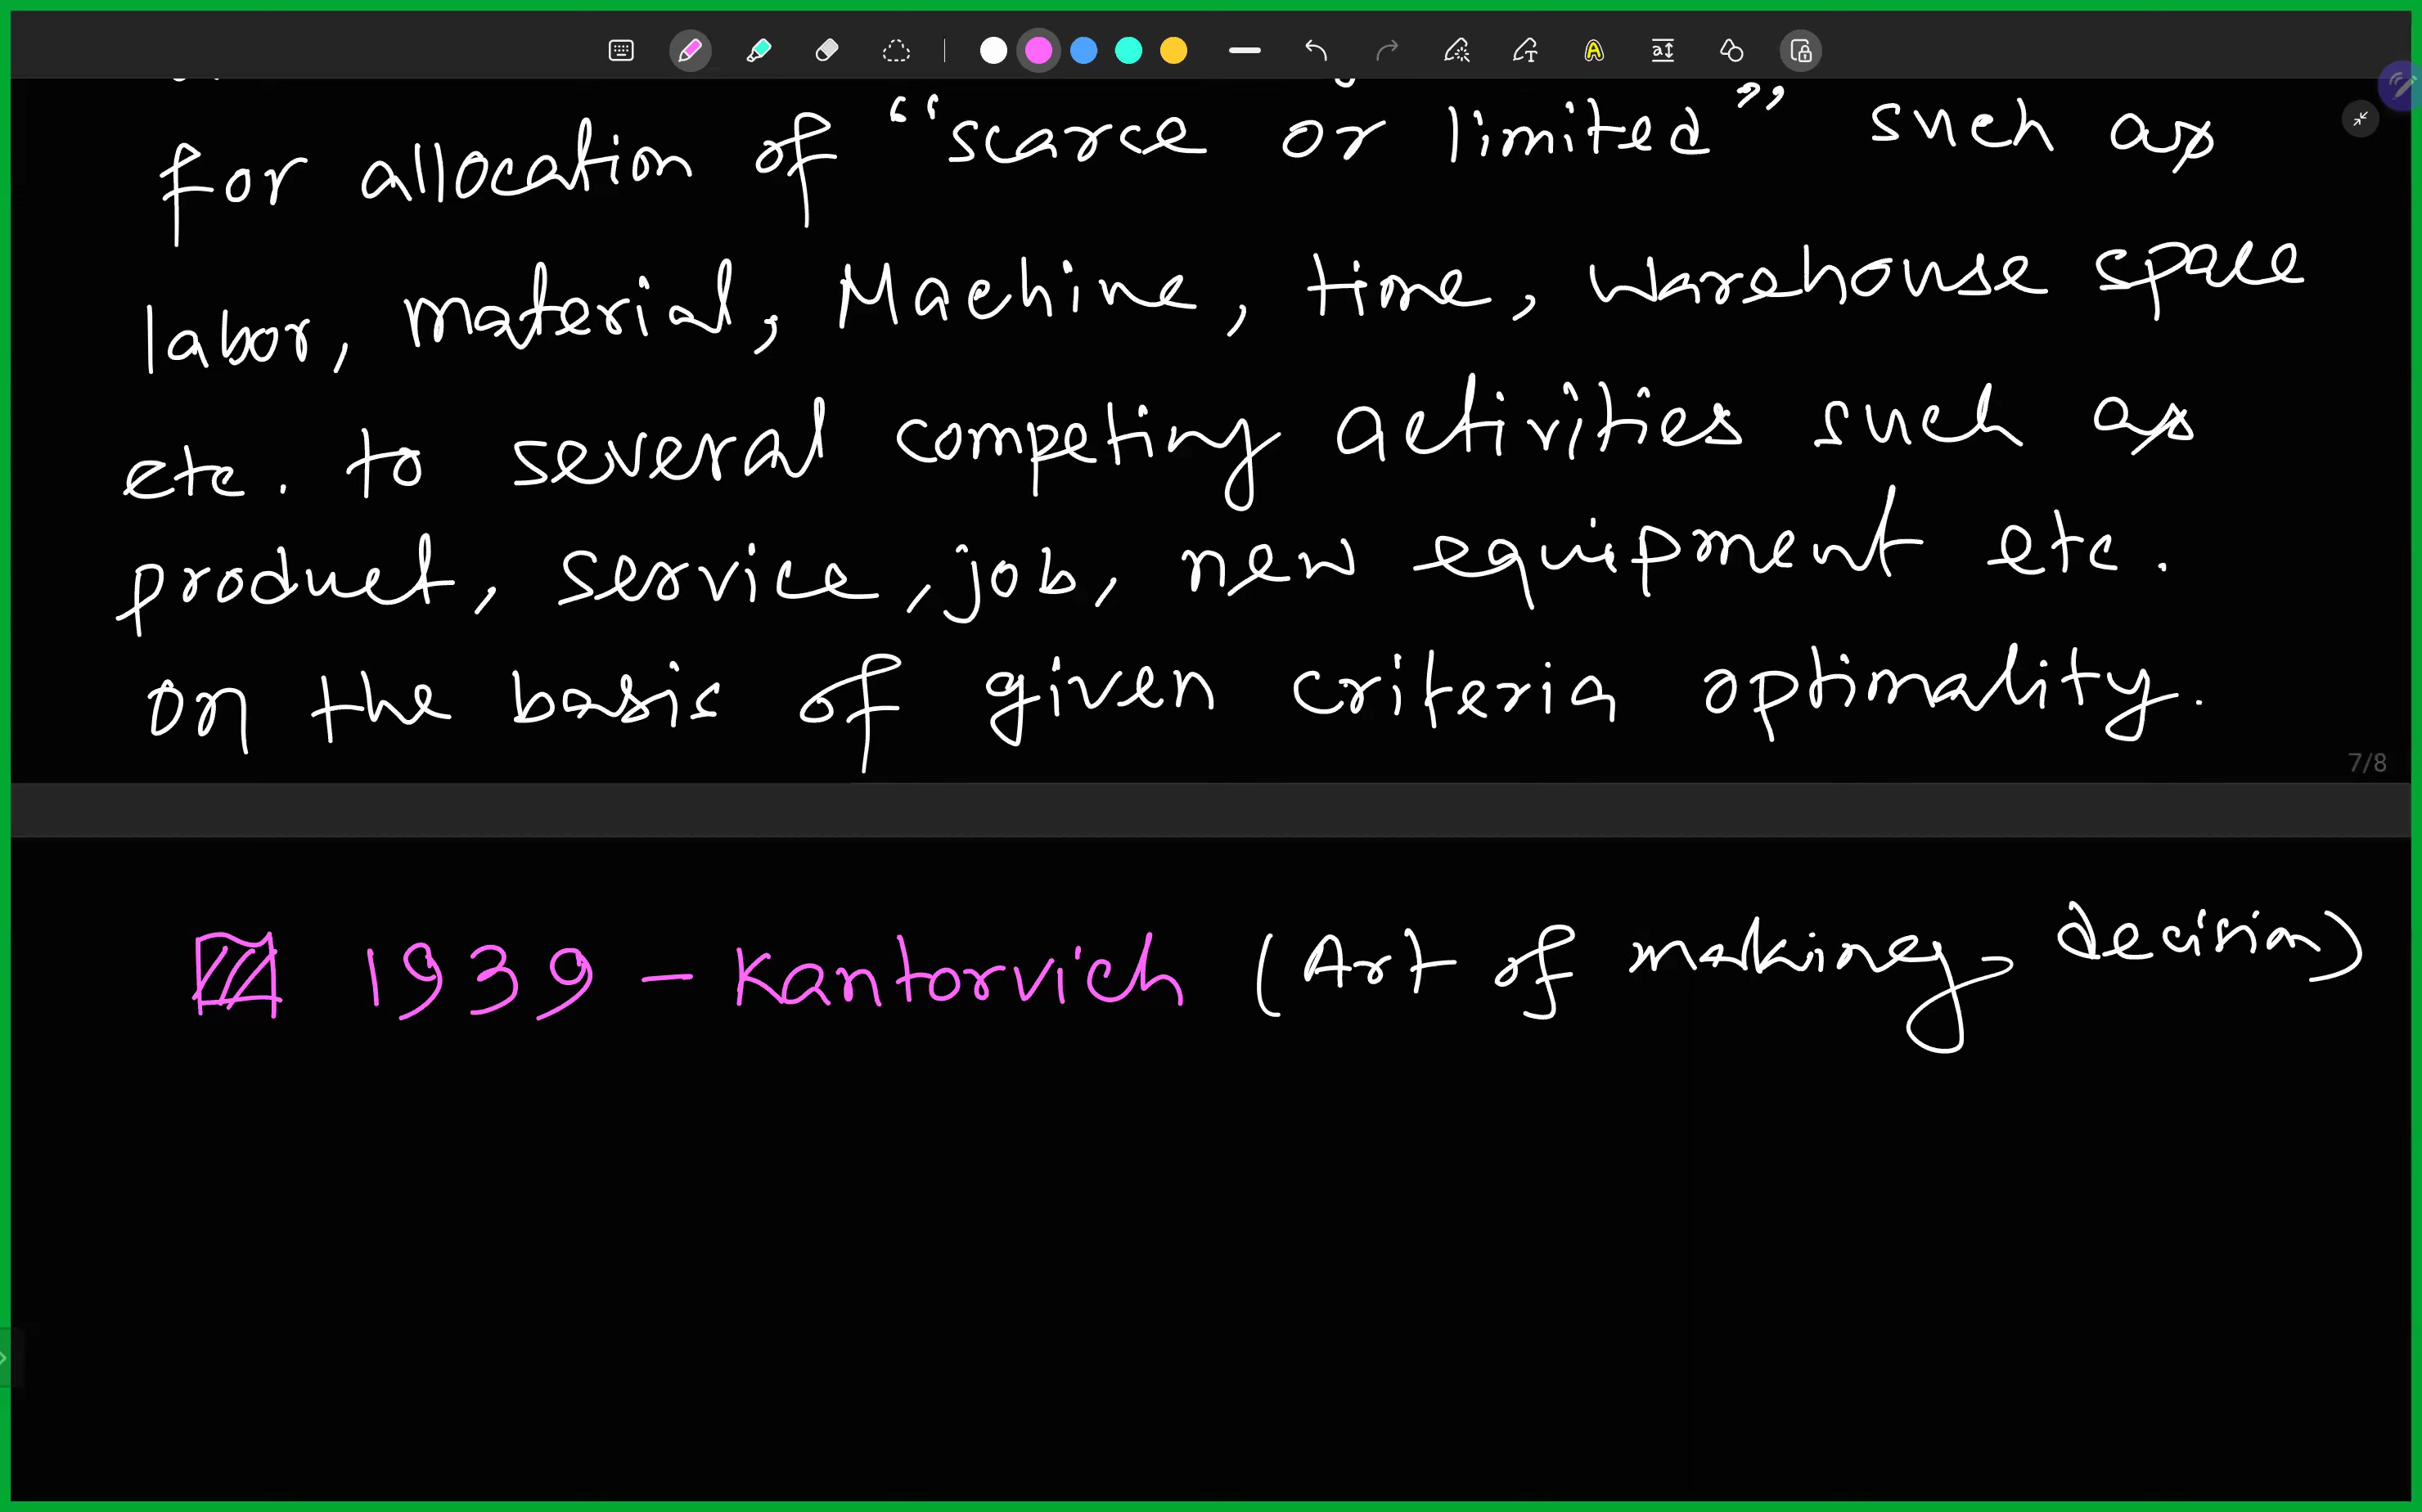 for allocation of “scarce or limited” such as
labor, material, Machine, time, warehouse space
etc. to several competing activities such as
product, service, job, new equipment etc.
on the basis of given criteria optimality.
7/8
1939 - Kantorvich (Art of making decision)